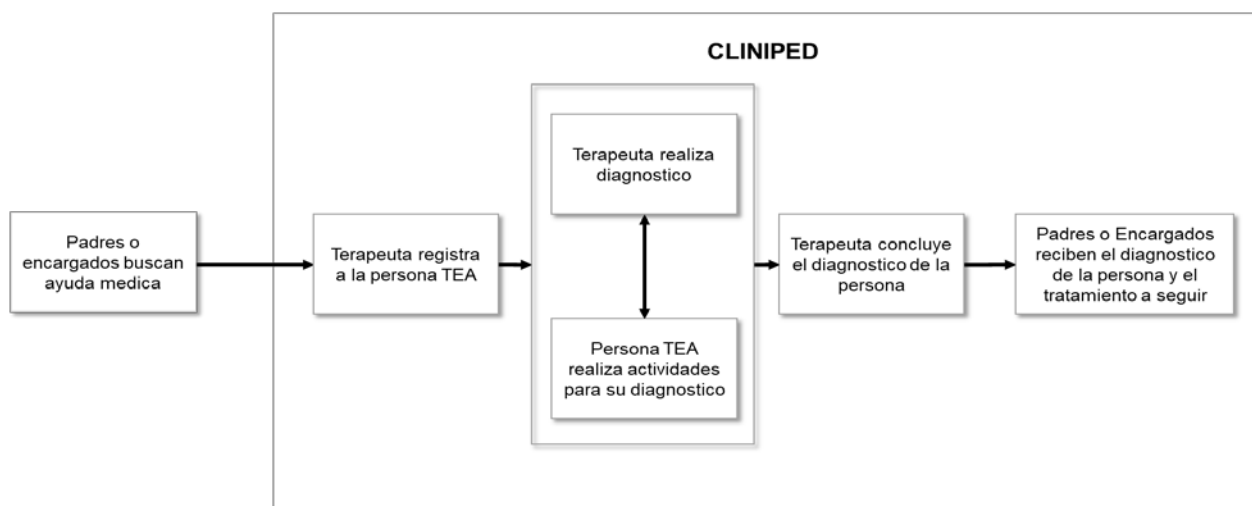 CLINIPED
Padres o
encargados buscan
ayuda medica
Terapeuta registra
a la persona TEA
Terapeuta realiza
diagnostico
Persona TEA
realiza actividades
para su diagnostico
Terapeuta concluye
el diagnostico de la
persona
Padres o Encargados
reciben el diagnostico
de la persona y el
tratamiento a seguir